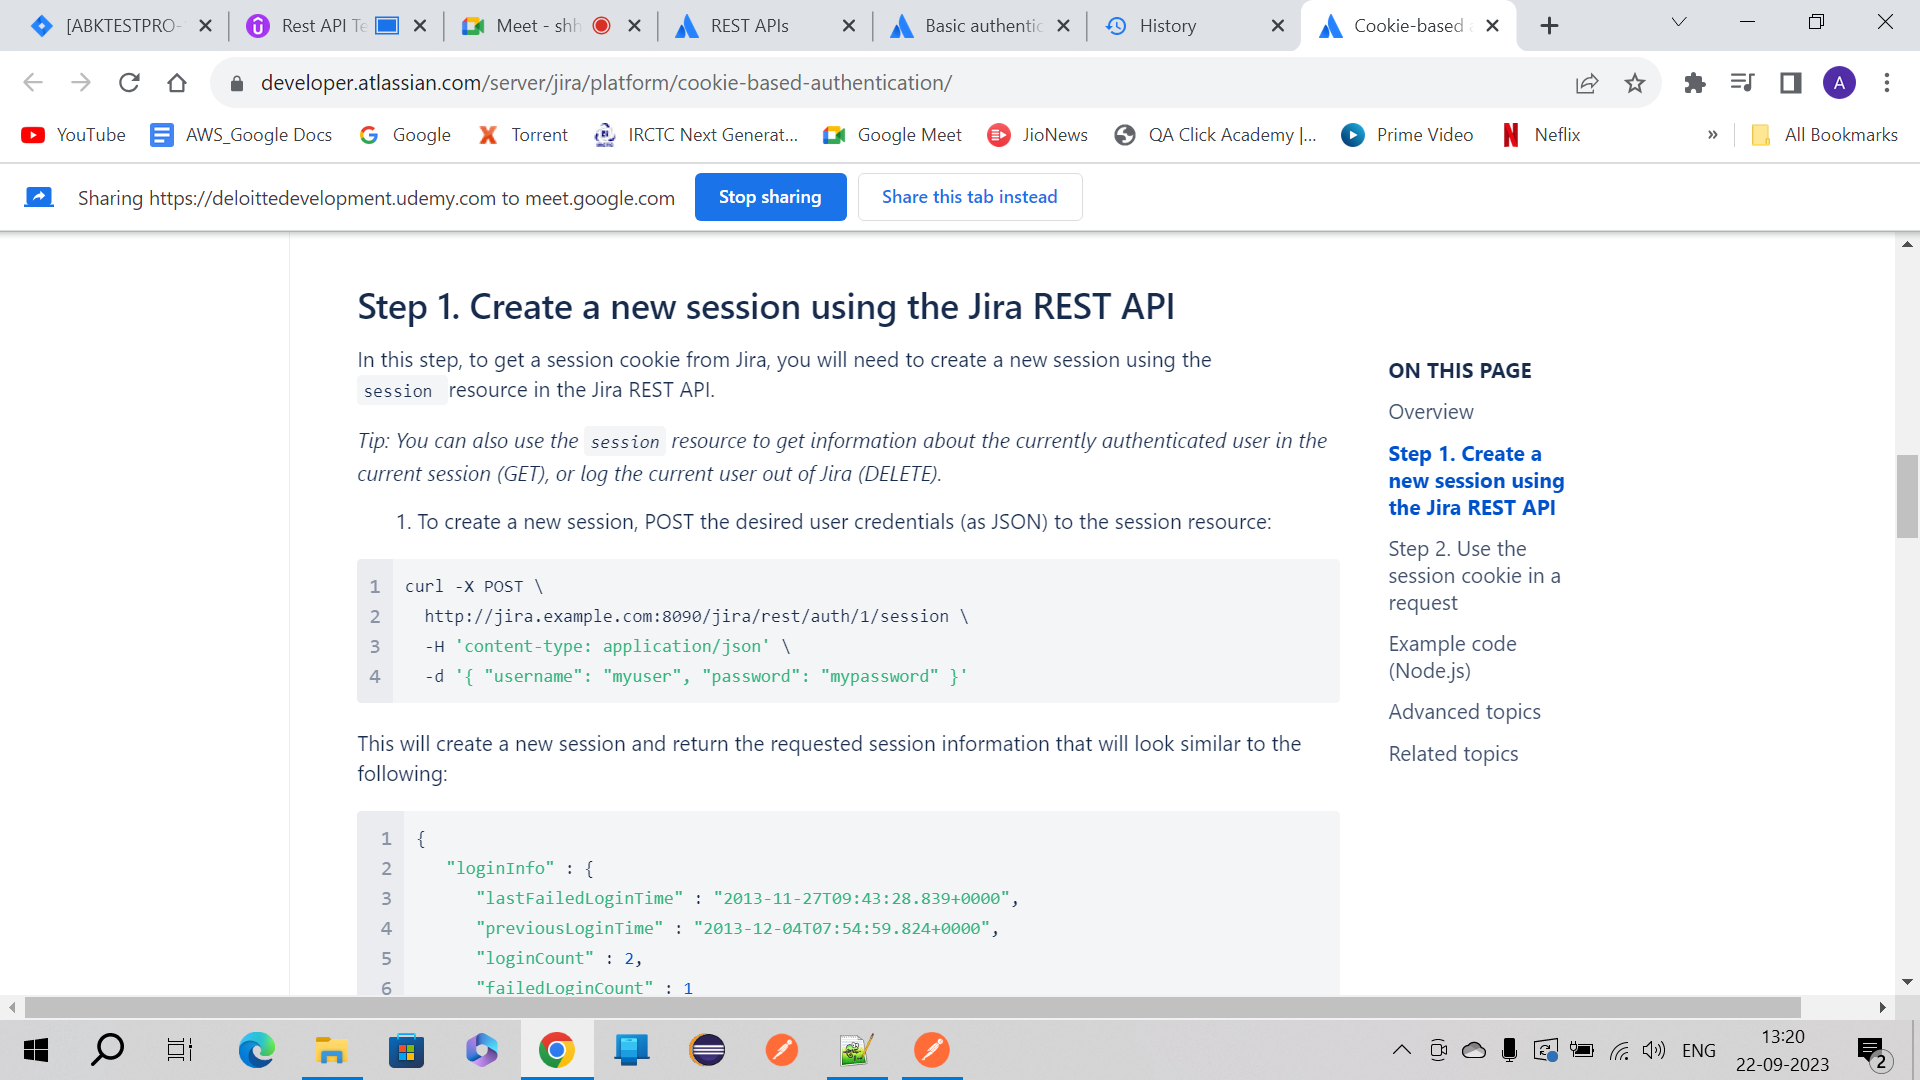 [ABKTESTPRO-
Rest API Te
Meet - shh
REST APIs
Basic authentic
History
Cookie-based a
developer.atlassian.com/server/jira/platform/cookie-based-authentication/
A
YouTube
AWS_Google Docs
Google
Torrent
IRCTC Next Generat...
Google Meet
JioNews
QA Click Academy |...
Prime Video
Neflix
»
All Bookmarks
Sharing https://deloittedevelopment.udemy.com to meet.google.com
Stop sharing
Share this tab instead
Step 1. Create a new session using the Jira REST API
In this step, to get a session cookie from Jira, you will need to create a new session using the
session resource in the Jira REST API.
Tip: You can also use the session resource to get information about the currently authenticated user in the
current session (GET), or log the current user out of Jira (DELETE).
1. To create a new session, POST the desired user credentials (as JSON) to the session resource:
1 curl -X POST \
2 http://jira.example.com:8090/jira/rest/auth/1/session \
3 -H 'content-type: application/json' \
4 -d '{ "username": "myuser", "password": "mypassword" }'
This will create a new session and return the requested session information that will look similar to the
following:
1 {
2 "loginInfo" : {
3 "lastFailedLoginTime" : "2013-11-27T09:43:28.839+0000",
4 "previousLoginTime" : "2013-12-04T07:54:59.824+0000",
5 "loginCount" : 2,
6 "failedLoginCount" : 1
ON THIS PAGE
Overview
Step 1. Create a
new session using
the Jira REST API
Step 2. Use the
session cookie in a
request
Example code
(Node.js)
Advanced topics
Related topics
ENG
13:20
22-09-2023
2